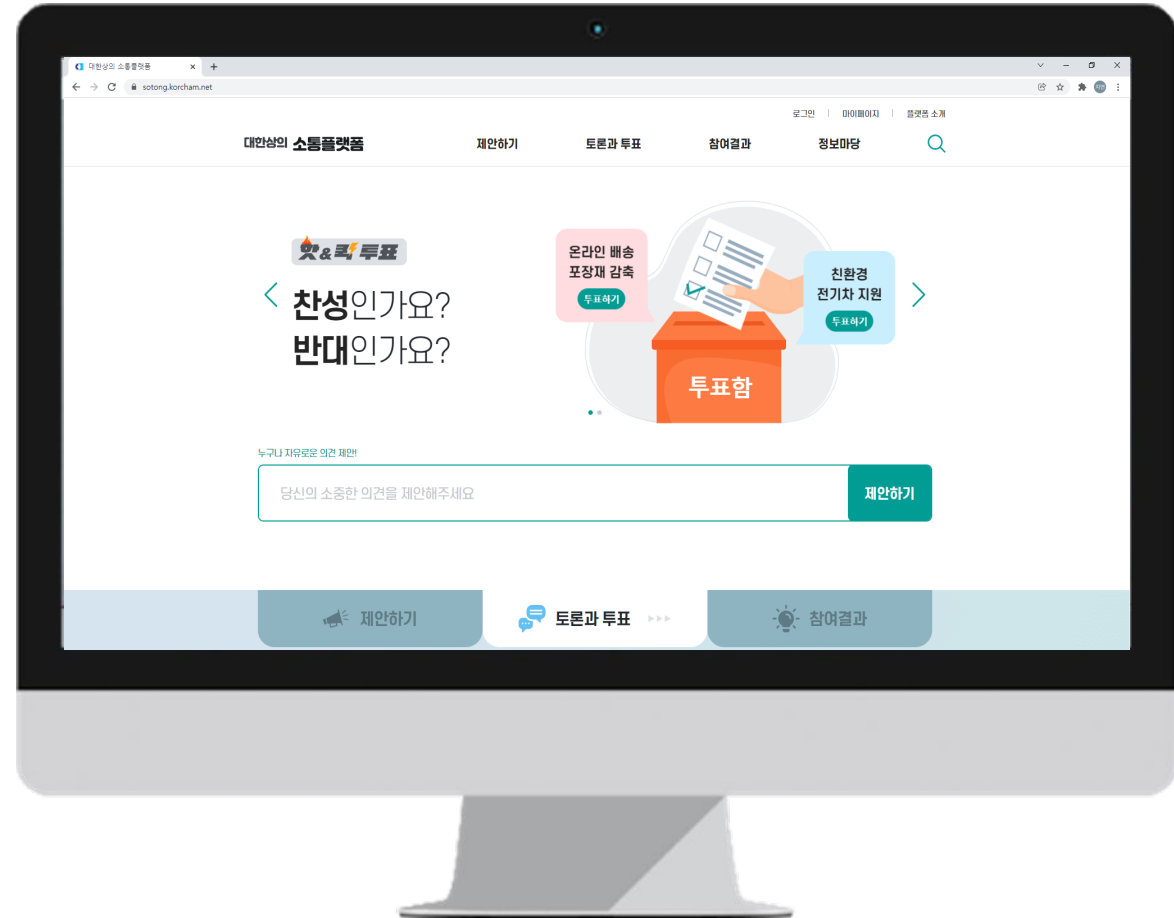 대한상의 소통플랫폼
sotong.korcham.net
로그인 마이페이지 플랫폼 소개
대한상의 소통플랫폼 제안하기 토론과 투표 참여결과 정보마당
핫&퀵 투표
찬성인가요?
반대인가요?
온라인 배송
포장재 감축
투표하기
친환경
전기차 지원
투표하기
투표함
누구나 자유로운 의견 제안!
당신의 소중한 의견을 제안해주세요 제안하기
제안하기 토론과 투표 참여결과